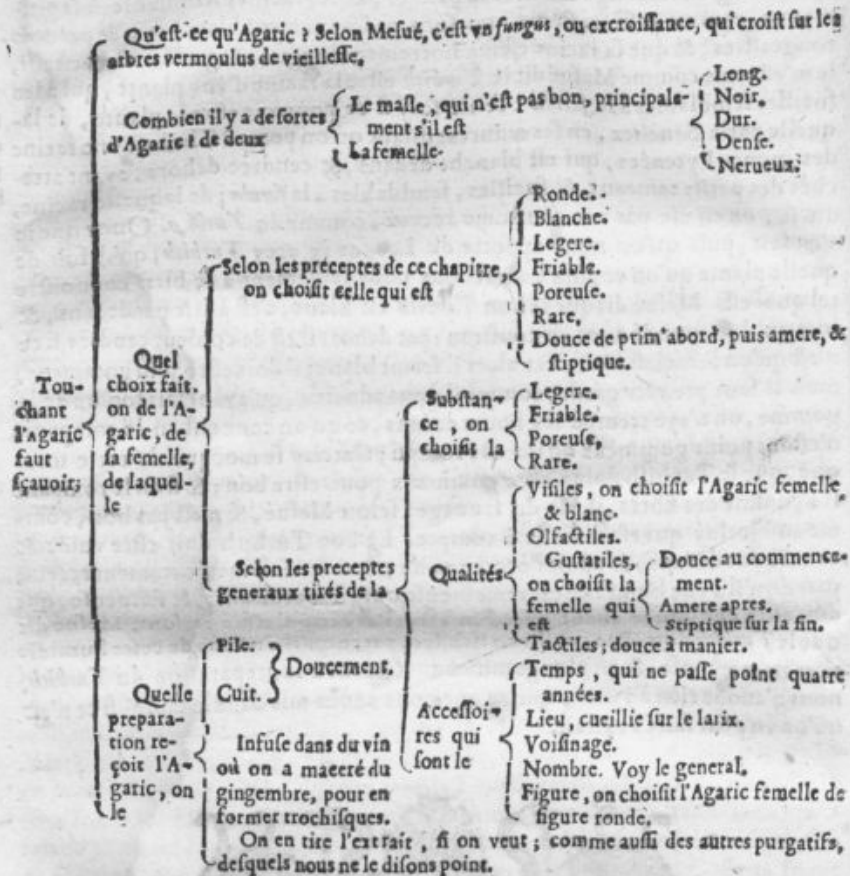 Qu'eſt-ce qu'Agaric ? Selon Meſué, c'eſt vn fungus, ou excroiſſance, qui croiſt ſur les
arbres vermoulus de vieilleſſe.
Combien il y a de ſortes
d'Agaric ? de deux
Le maſle, qui n'eſt pas bon, principale-
ment s'il eſt
Long.
Noir.
Dur.
Denſe.
Nerueux.
La femelle.
Tou-
chant
l'Agaric
faut
ſçauoir;
Quel
choix fait.
on de l'A-
garic, de
ſa femelle,
de laquel-
le
Selon les preceptes de ce chapitre,
on choiſit celle qui eſt
Ronde.
Blanche.
Legere.
Friable.
Poreuſe.
Rare,
Douce de prim'abord, puis amere, &
ſtiptique.
Selon les preceptes
generaux tirés de la
Subſtan-
ce, on
choiſit la
Legere.
Friable.
Poreuſe,
Rare.
Qualités
Viſiles, on choiſit l'Agaric femelle
& blanc.
Olfactiles.
Guſtatiles,
on choiſit la
femelle qui
eſt
Douce au commence-
ment.
Amere apres.
Stiptique ſur la fin.
Tactiles; douce à manier.
Acceſſoi-
res qui
ſont le
Temps, qui ne paſſe point quatre
années.
Lieu, cueillie ſur le larix.
Voiſinage.
Nombre. Voy le general.
Figure, on choiſit l'Agaric femelle de
figure ronde.
Quelle
prepara-
tion re-
çoit l'A-
garic, on
le
Pile.
Cuit.
Doucement.
Infuſe dans du vin
où on a maceré du
gingembre, pour en
former trochiſques.
On en tire l'extrait, ſi on veut; comme auſſi des autres purgatifs,
deſquels nous ne le diſons point.